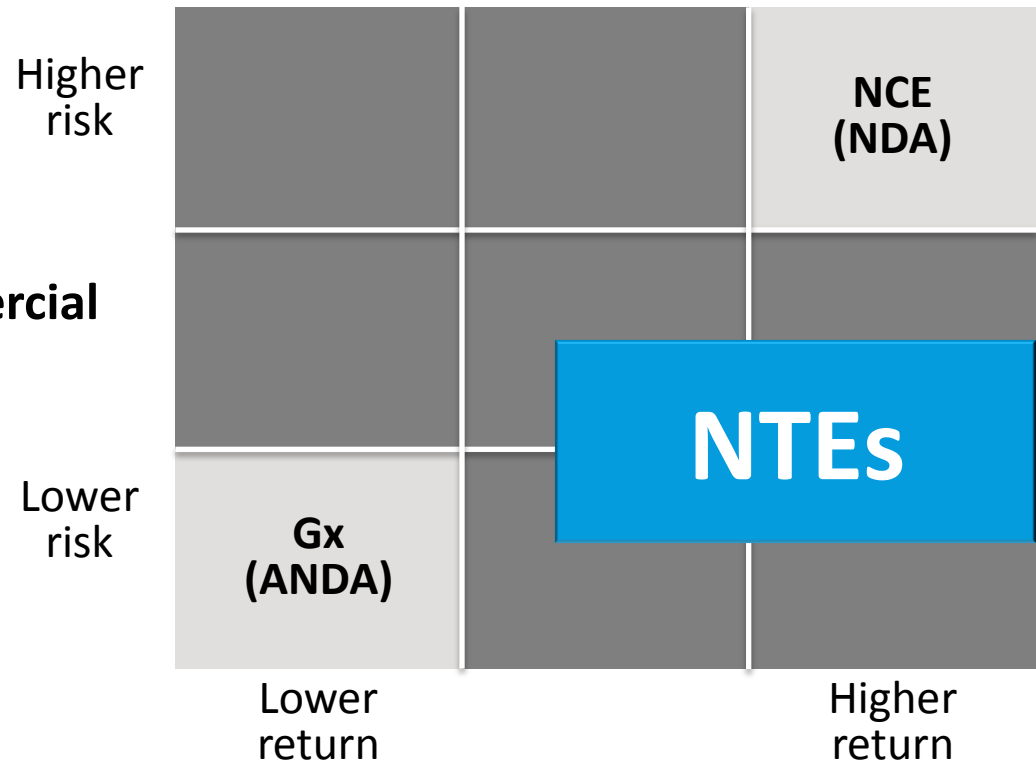 Higher
risk
NCE
(NDA)
NTEs
Lower
risk
Gx
(ANDA)
Lower
return
Higher
return